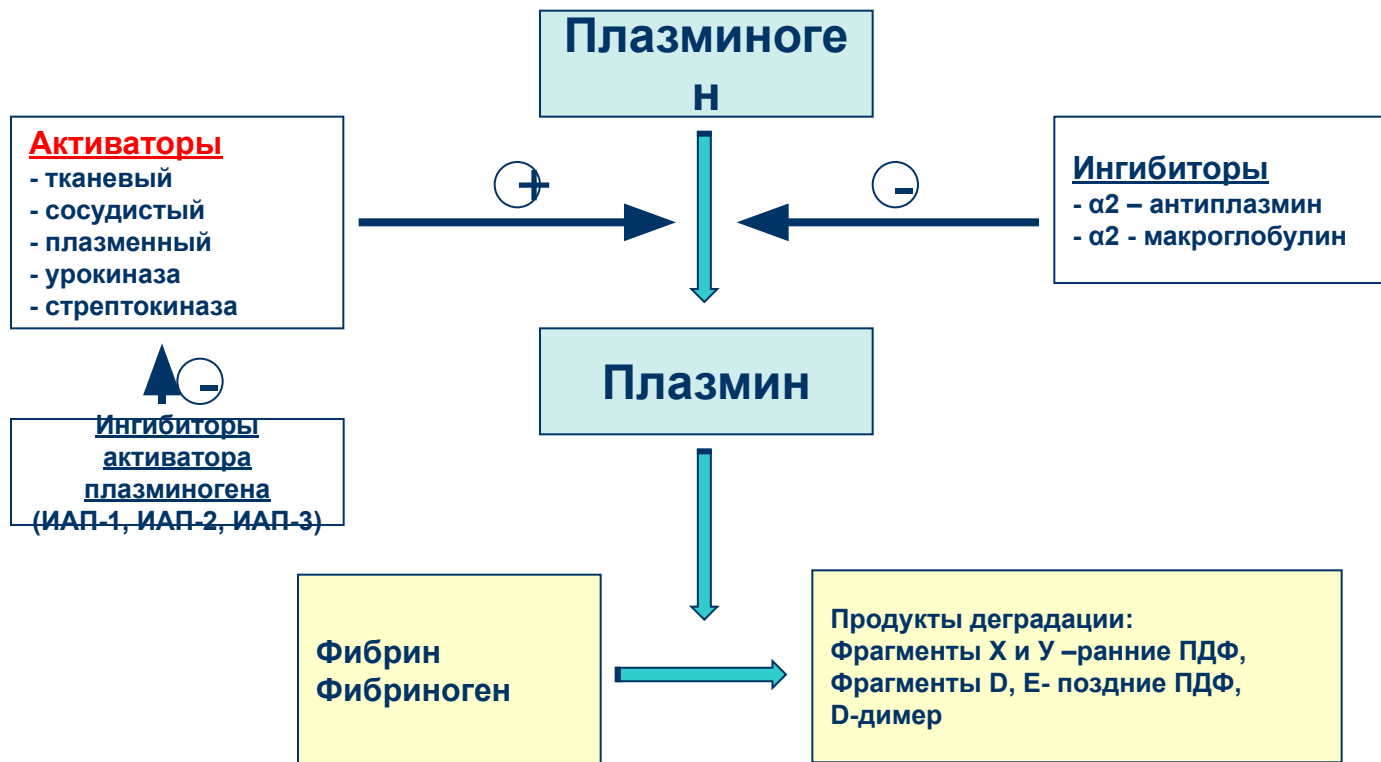 Плазминоге
н
Активаторы
- тканевый
- сосудистый
- плазменный
- урокиназа
- стрептокиназа
+
-
Ингибиторы
- α2 – антиплазмин
- α2 - макроглобулин
Плазмин
-
Ингибиторы
активатора
плазминогена
(ИАП-1, ИАП-2, ИАП-3)
Фибрин
Фибриноген
Продукты деградации:
Фрагменты Х и У –ранние ПДФ,
Фрагменты D, Е- поздние ПДФ,
D-димер